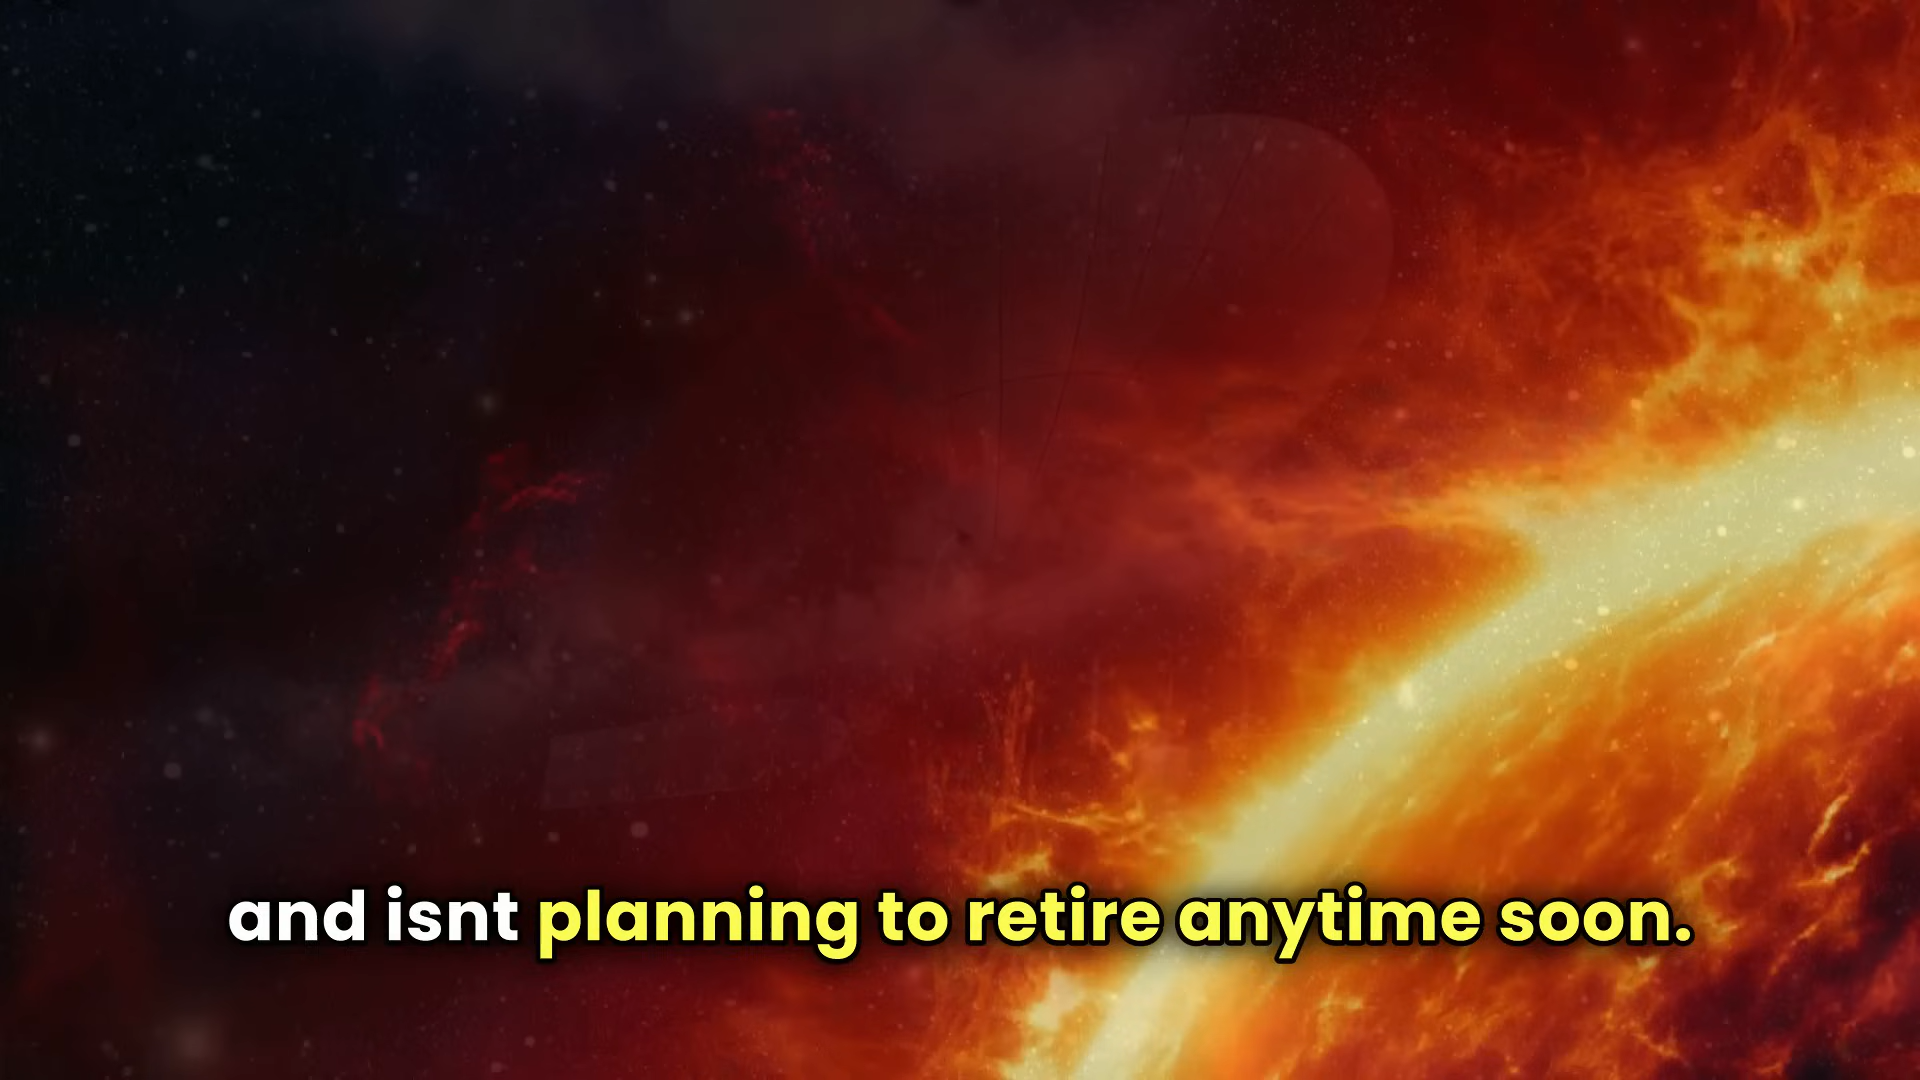 and isnt planning to retire anytime soon.